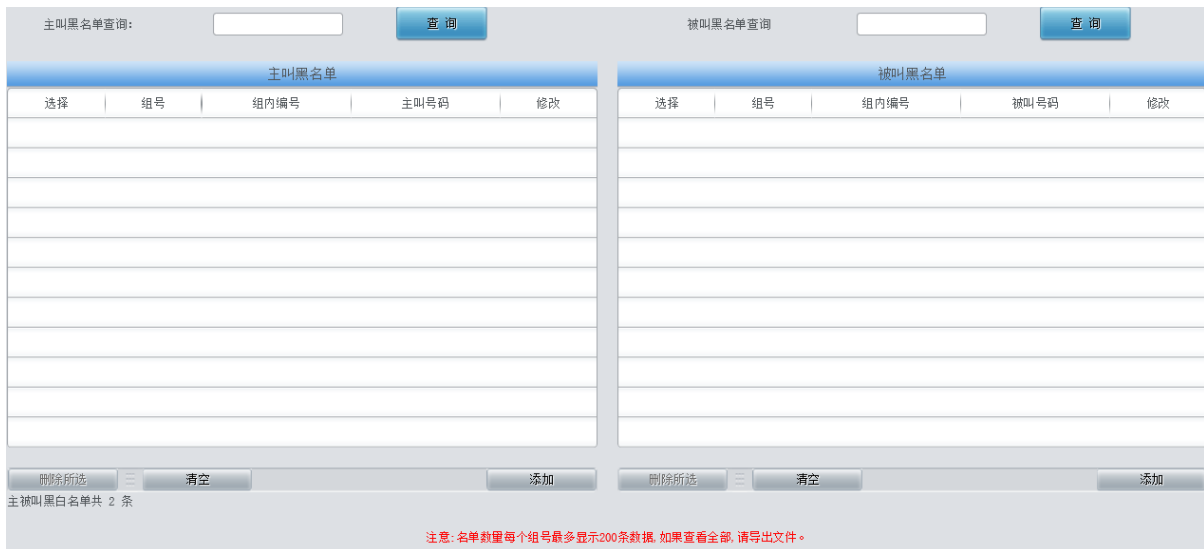 主叫黑名单查询: 查询 被叫黑名单查询 查询
主叫黑名单 被叫黑名单
选择 组号 组内编号 主叫号码 修改 选择 组号 组内编号 被叫号码 修改
删除所选 清空 添加 删除所选 清空 添加
主被叫黑白名单共 2 条
注意:名单数量每个组号最多显示200条数据,如果查看全部,请导出文件。